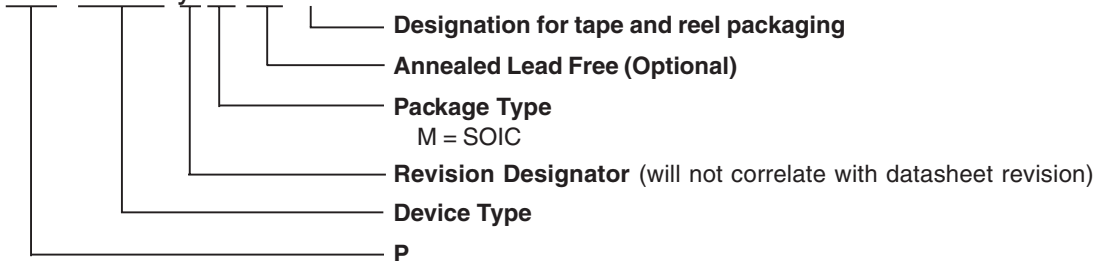 Designation for tape and reel packaging
Annealed Lead Free (Optional)
Package Type
M = SOIC
Revision Designator (will not correlate with datasheet revision)
Device Type
P